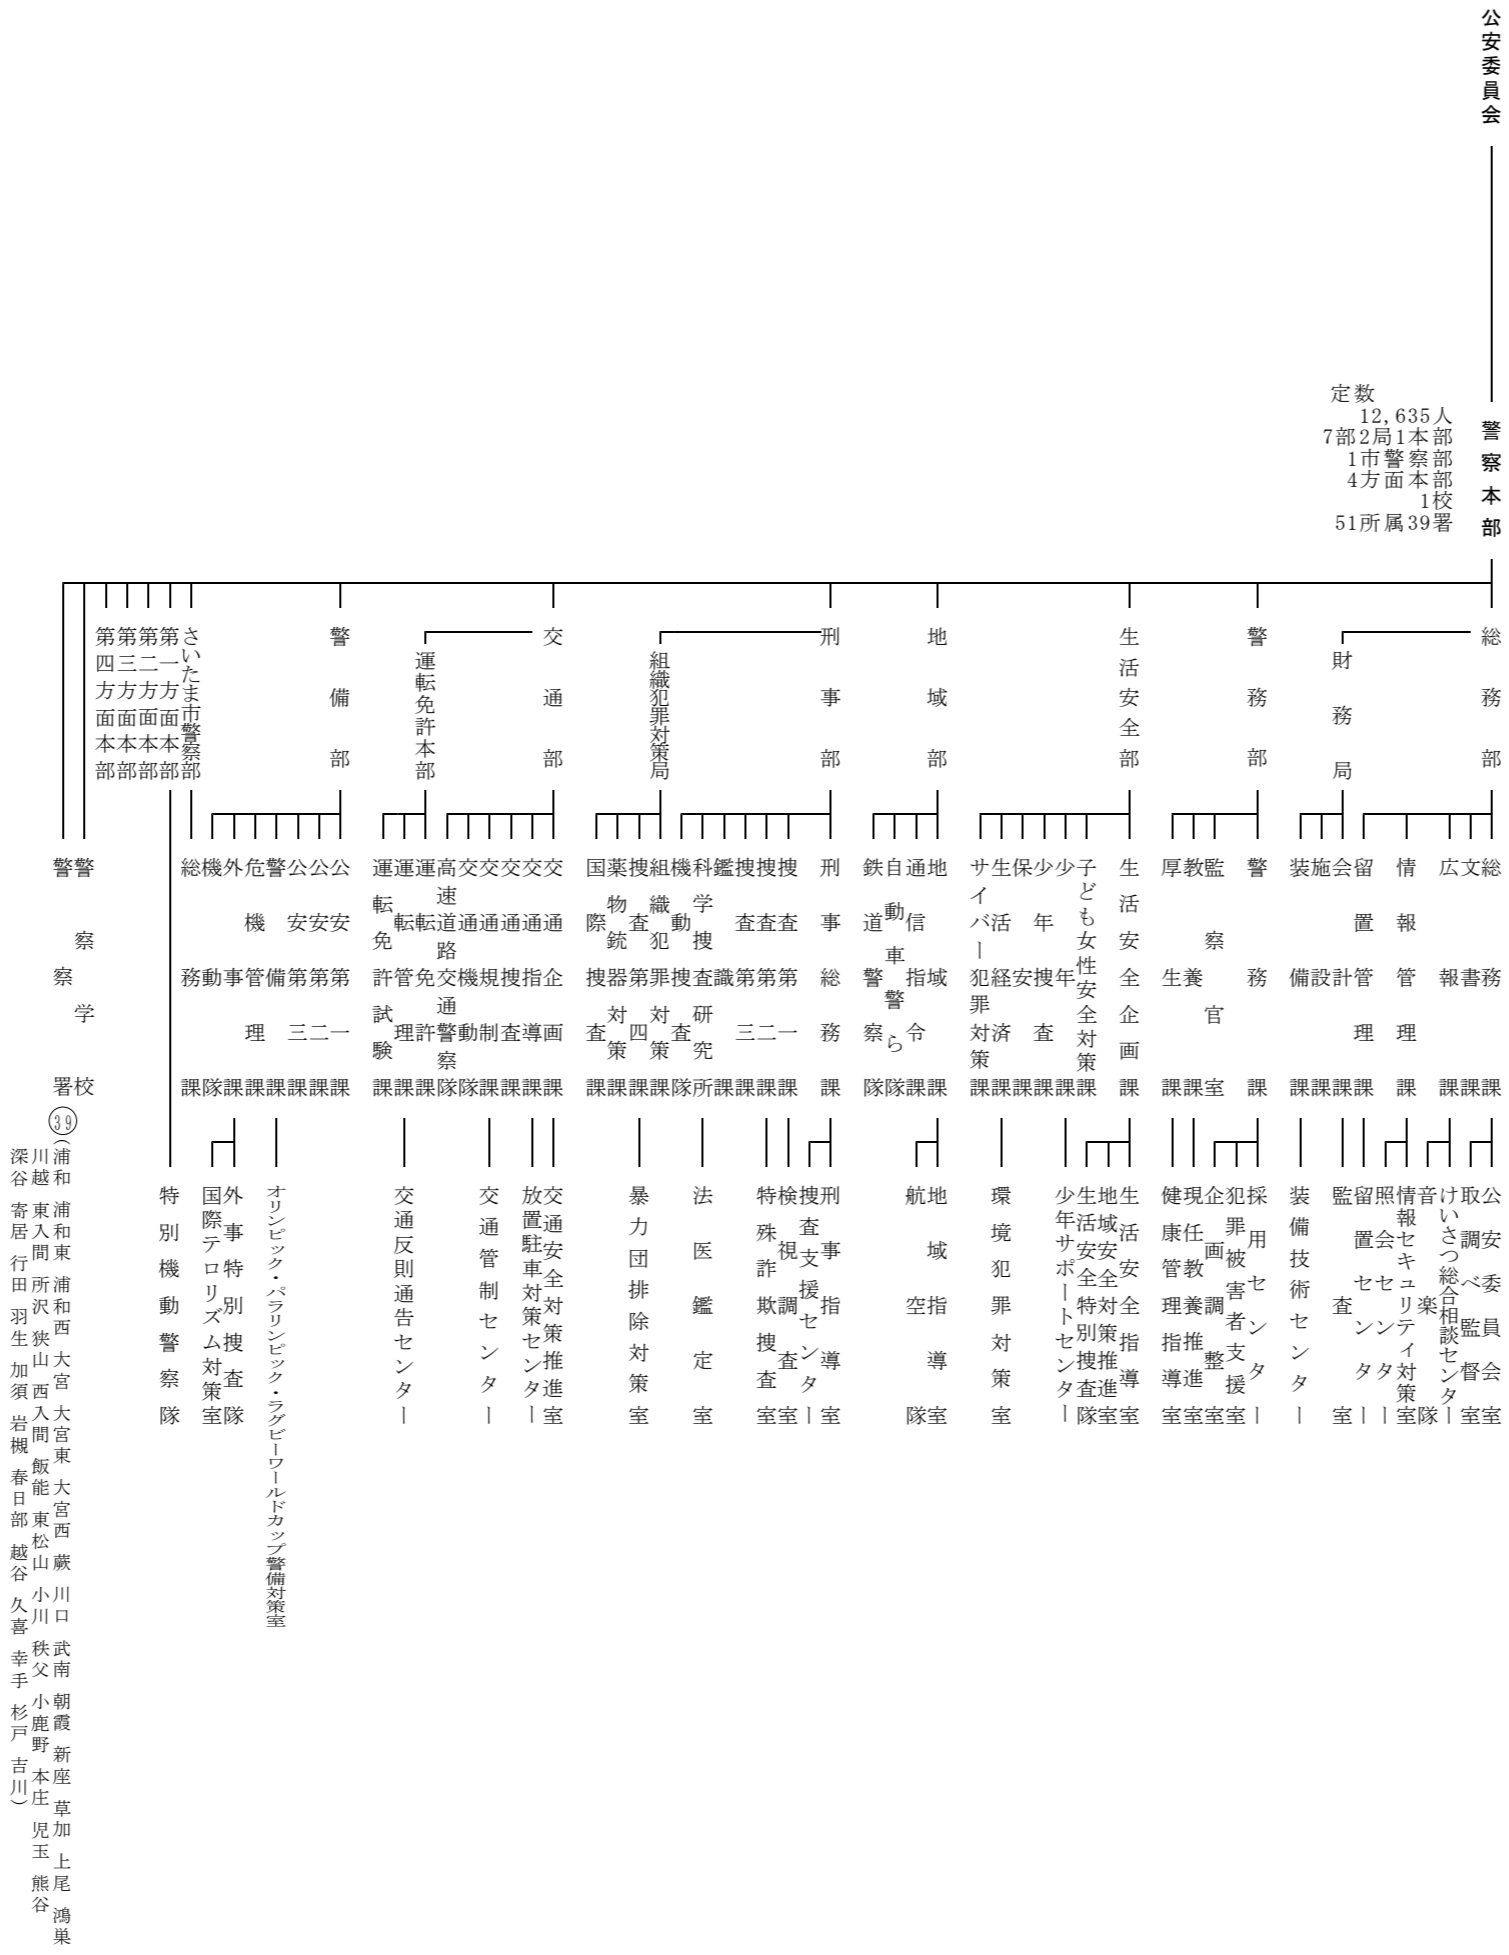 公安委員会
警察本部
定数
12,635人
7部2局1本部
1市警察部
4方面本部
1校
51所属39署
総務部
財務局
警務部
生活安全部
地域部
刑事部
組織犯罪対策局
交通部
運転免許本部
警備部
さいたま市警察部
第一方面本部
第二方面本部
第三方面本部
第四方面本部
総務課
文書課
広報課
情報管理課
留置管理課
会計課
施設課
装備課
警務課
監察官室
教養課
厚生課
生活安全企画課
子ども女性安全対策課
少年課
少年捜査課
保安課
生活経済課
サイバー犯罪対策課
地域課
通信指令課
自動車警ら隊
鉄道警察隊
刑事総務課
捜査第一課
捜査第二課
捜査第三課
鑑識課
科学捜査研究所
機動捜査隊
組織犯罪対策課
捜査第四課
薬物銃器対策課
国際捜査課
交通企画課
交通指導課
交通捜査課
交通規制課
交通機動隊
高速道路交通警察隊
運転免許課
運転管理課
運転免許試験課
公安第一課
公安第二課
公安第三課
警備課
危機管理課
外事課
機動隊
総務課
警察学校
警察署
公安委員会室
取調べ監督室
けいさつ総合相談センター
音楽隊
情報セキュリティ対策室
照会センター
留置センター
監査室
装備技術センター
採用センター
犯罪被害者支援室
企画調整室
現任教養推進室
健康管理指導室
生活安全指導室
地域安全対策推進室
生活安全特別捜査隊
少年サポートセンター
環境犯罪対策室
地域指導室
航空隊
刑事指導室
捜査支援センター
検視調査室
特殊詐欺捜査室
法医鑑定室
暴力団排除対策室
交通安全対策推進室
放置駐車対策センター
交通管制センター
交通反則通告センター
オリンピック・パラリンピック・ラグビーワールドカップ警備対策室
外事特別捜査隊
国際テロリズム対策室
特別機動警察隊
㊴（浦和 浦和東 浦和西 大宮 大宮東 大宮西 蕨 川口 武南 朝霞 新座 草加 上尾 鴻巣
川越 東入間 所沢 狭山 西入間 飯能 東松山 小川 秩父 小鹿野 本庄 児玉 熊谷
深谷 寄居 行田 羽生 加須 岩槻 春日部 越谷 久喜 幸手 杉戸 吉川）